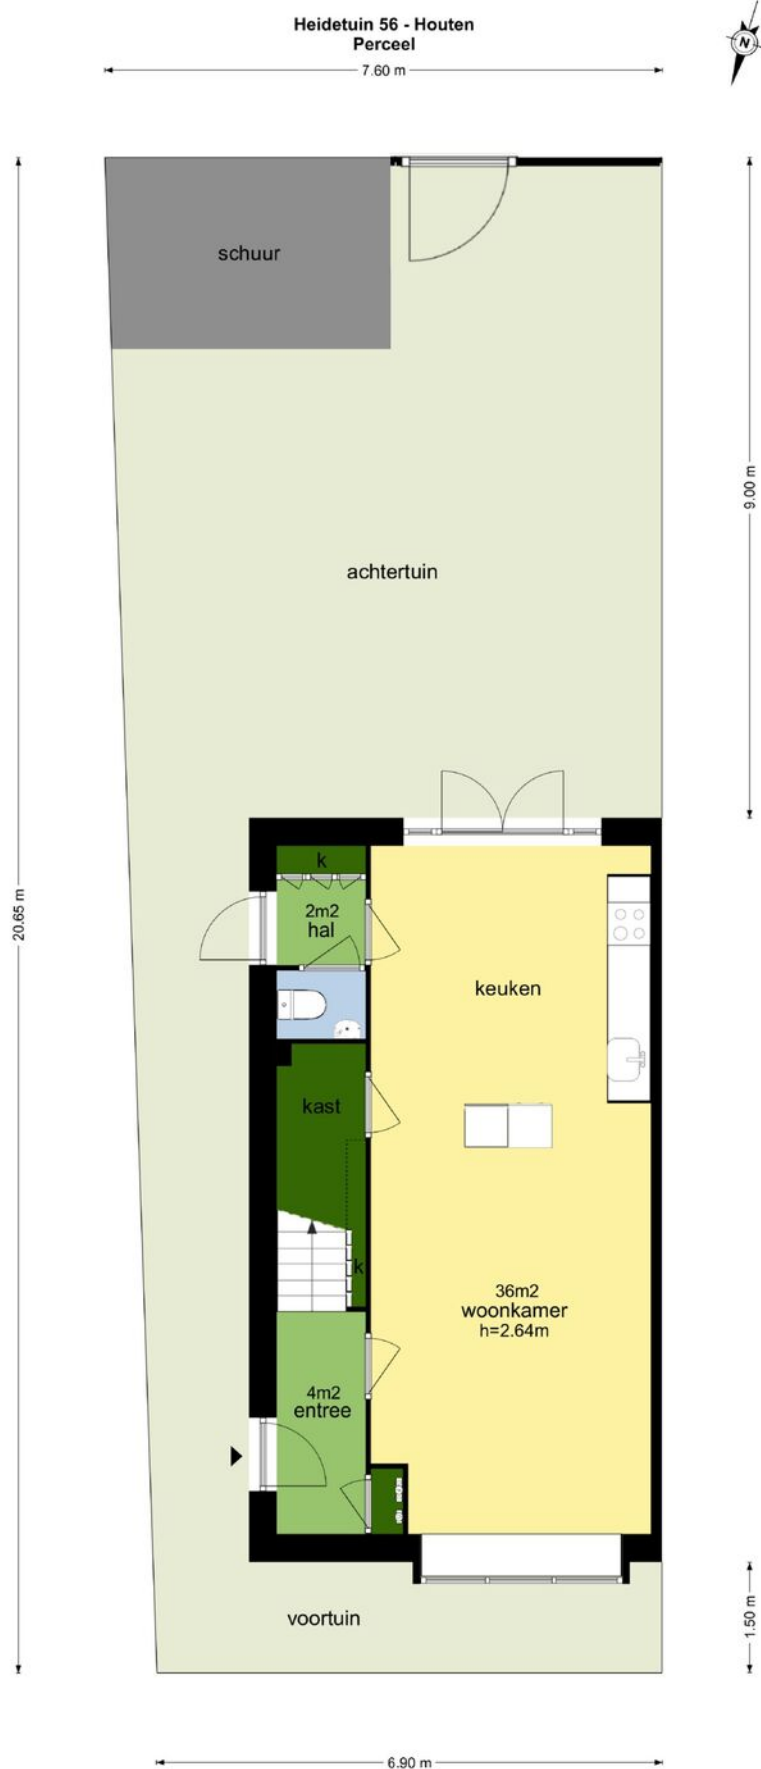 Heidetuin 56 - Houten
Perceel
N
7.60 m
schuur
9.00 m
achtertuin
k
2m2
hal
20.65 m
keuken
kast
k
36m2
woonkamer
h=2.64m
4m2
entree
voortuin
1.50 m
6.90 m